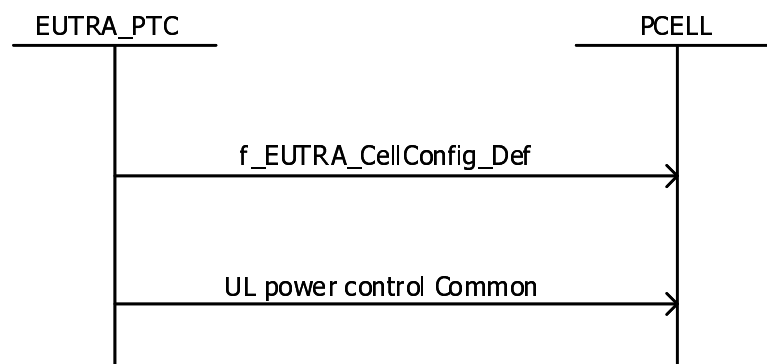 EUTRA_PTC
PCELL
f_EUTRA_CellConfig_Def
UL power control Common